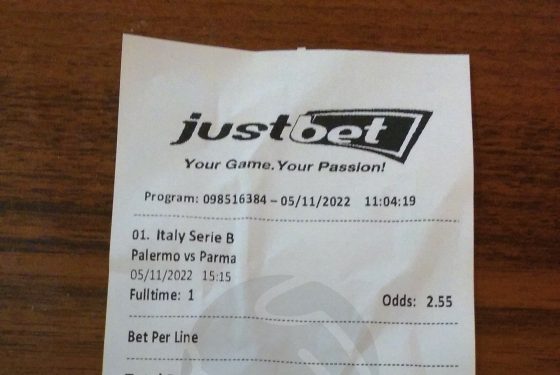 justbet
Your Game.Your Passion!
Program: 098516384 – 05/11/2022 11:04:19
01. Italy Serie B
Palermo vs Parma
05/11/2022 15:15
Fulltime: 1 Odds: 2.55
Bet Per Line